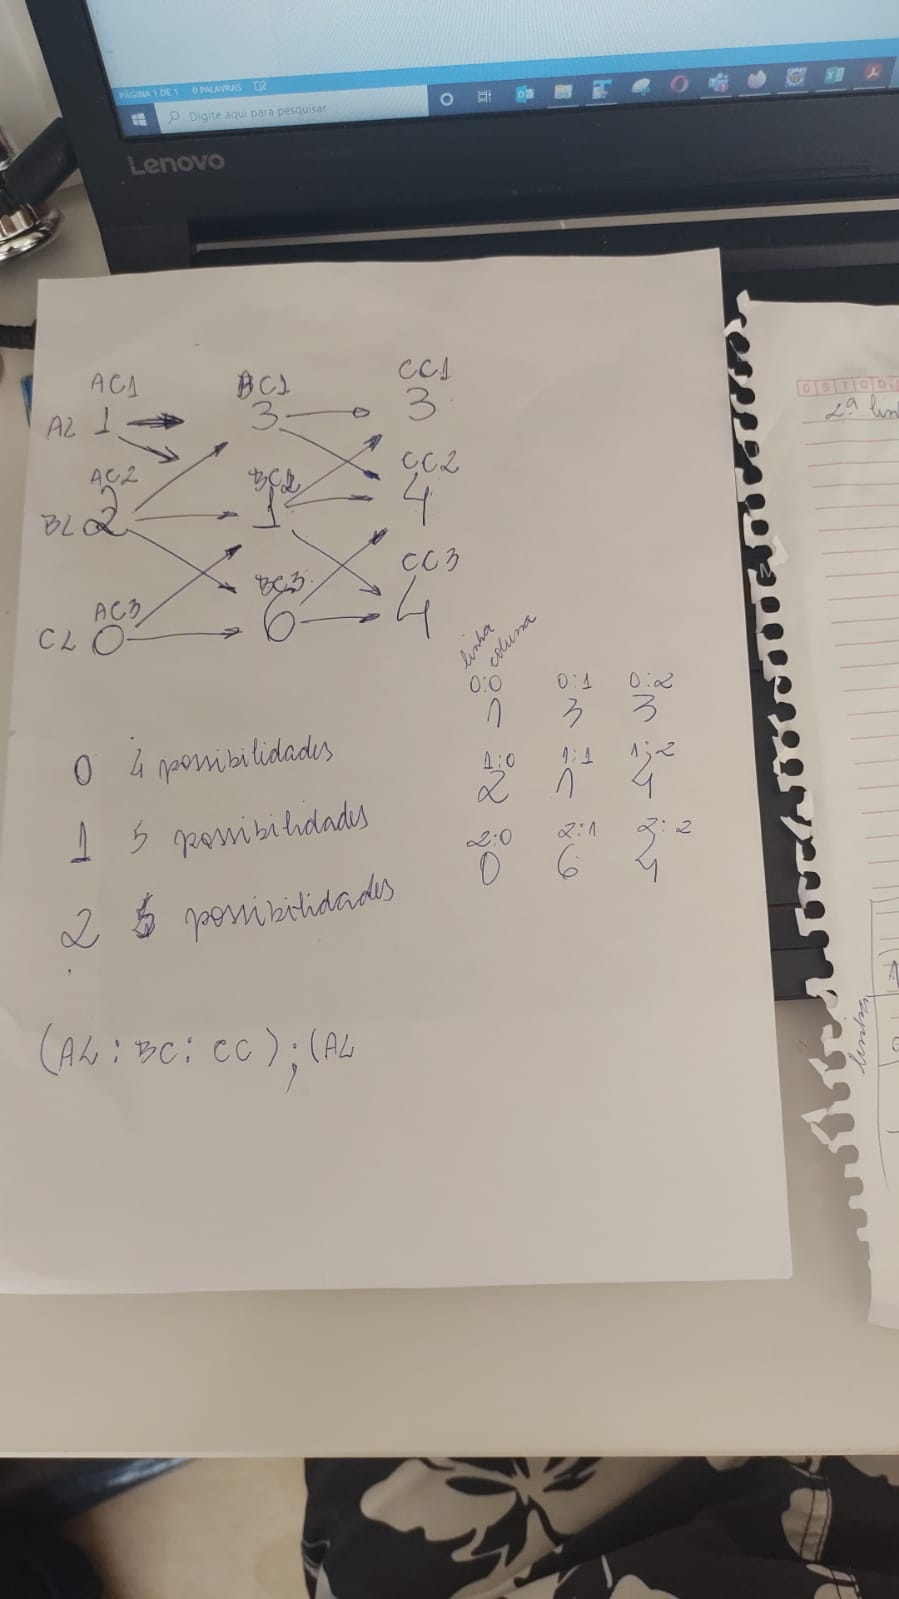 PÁGINA 1 DE 1 0 PALAVRAS
Digite aqui para pesquisar
Lenovo
AC1 BC1 CC1
AL 1 3 3
AC2 BC2 CC2
BL 2 1 4
AC3 BC3 CC3
CL 0 6 4
linha
coluna
0:0 0:1 0:2
1 3 3
1:0 1:1 1:2
2 1 4
2:0 2:1 2:2
0 6 4
0 4 possibilidades
1 5 possibilidades
2 5 possibilidades
(AL : BC : CC ) ; (AL
2ª
linhas